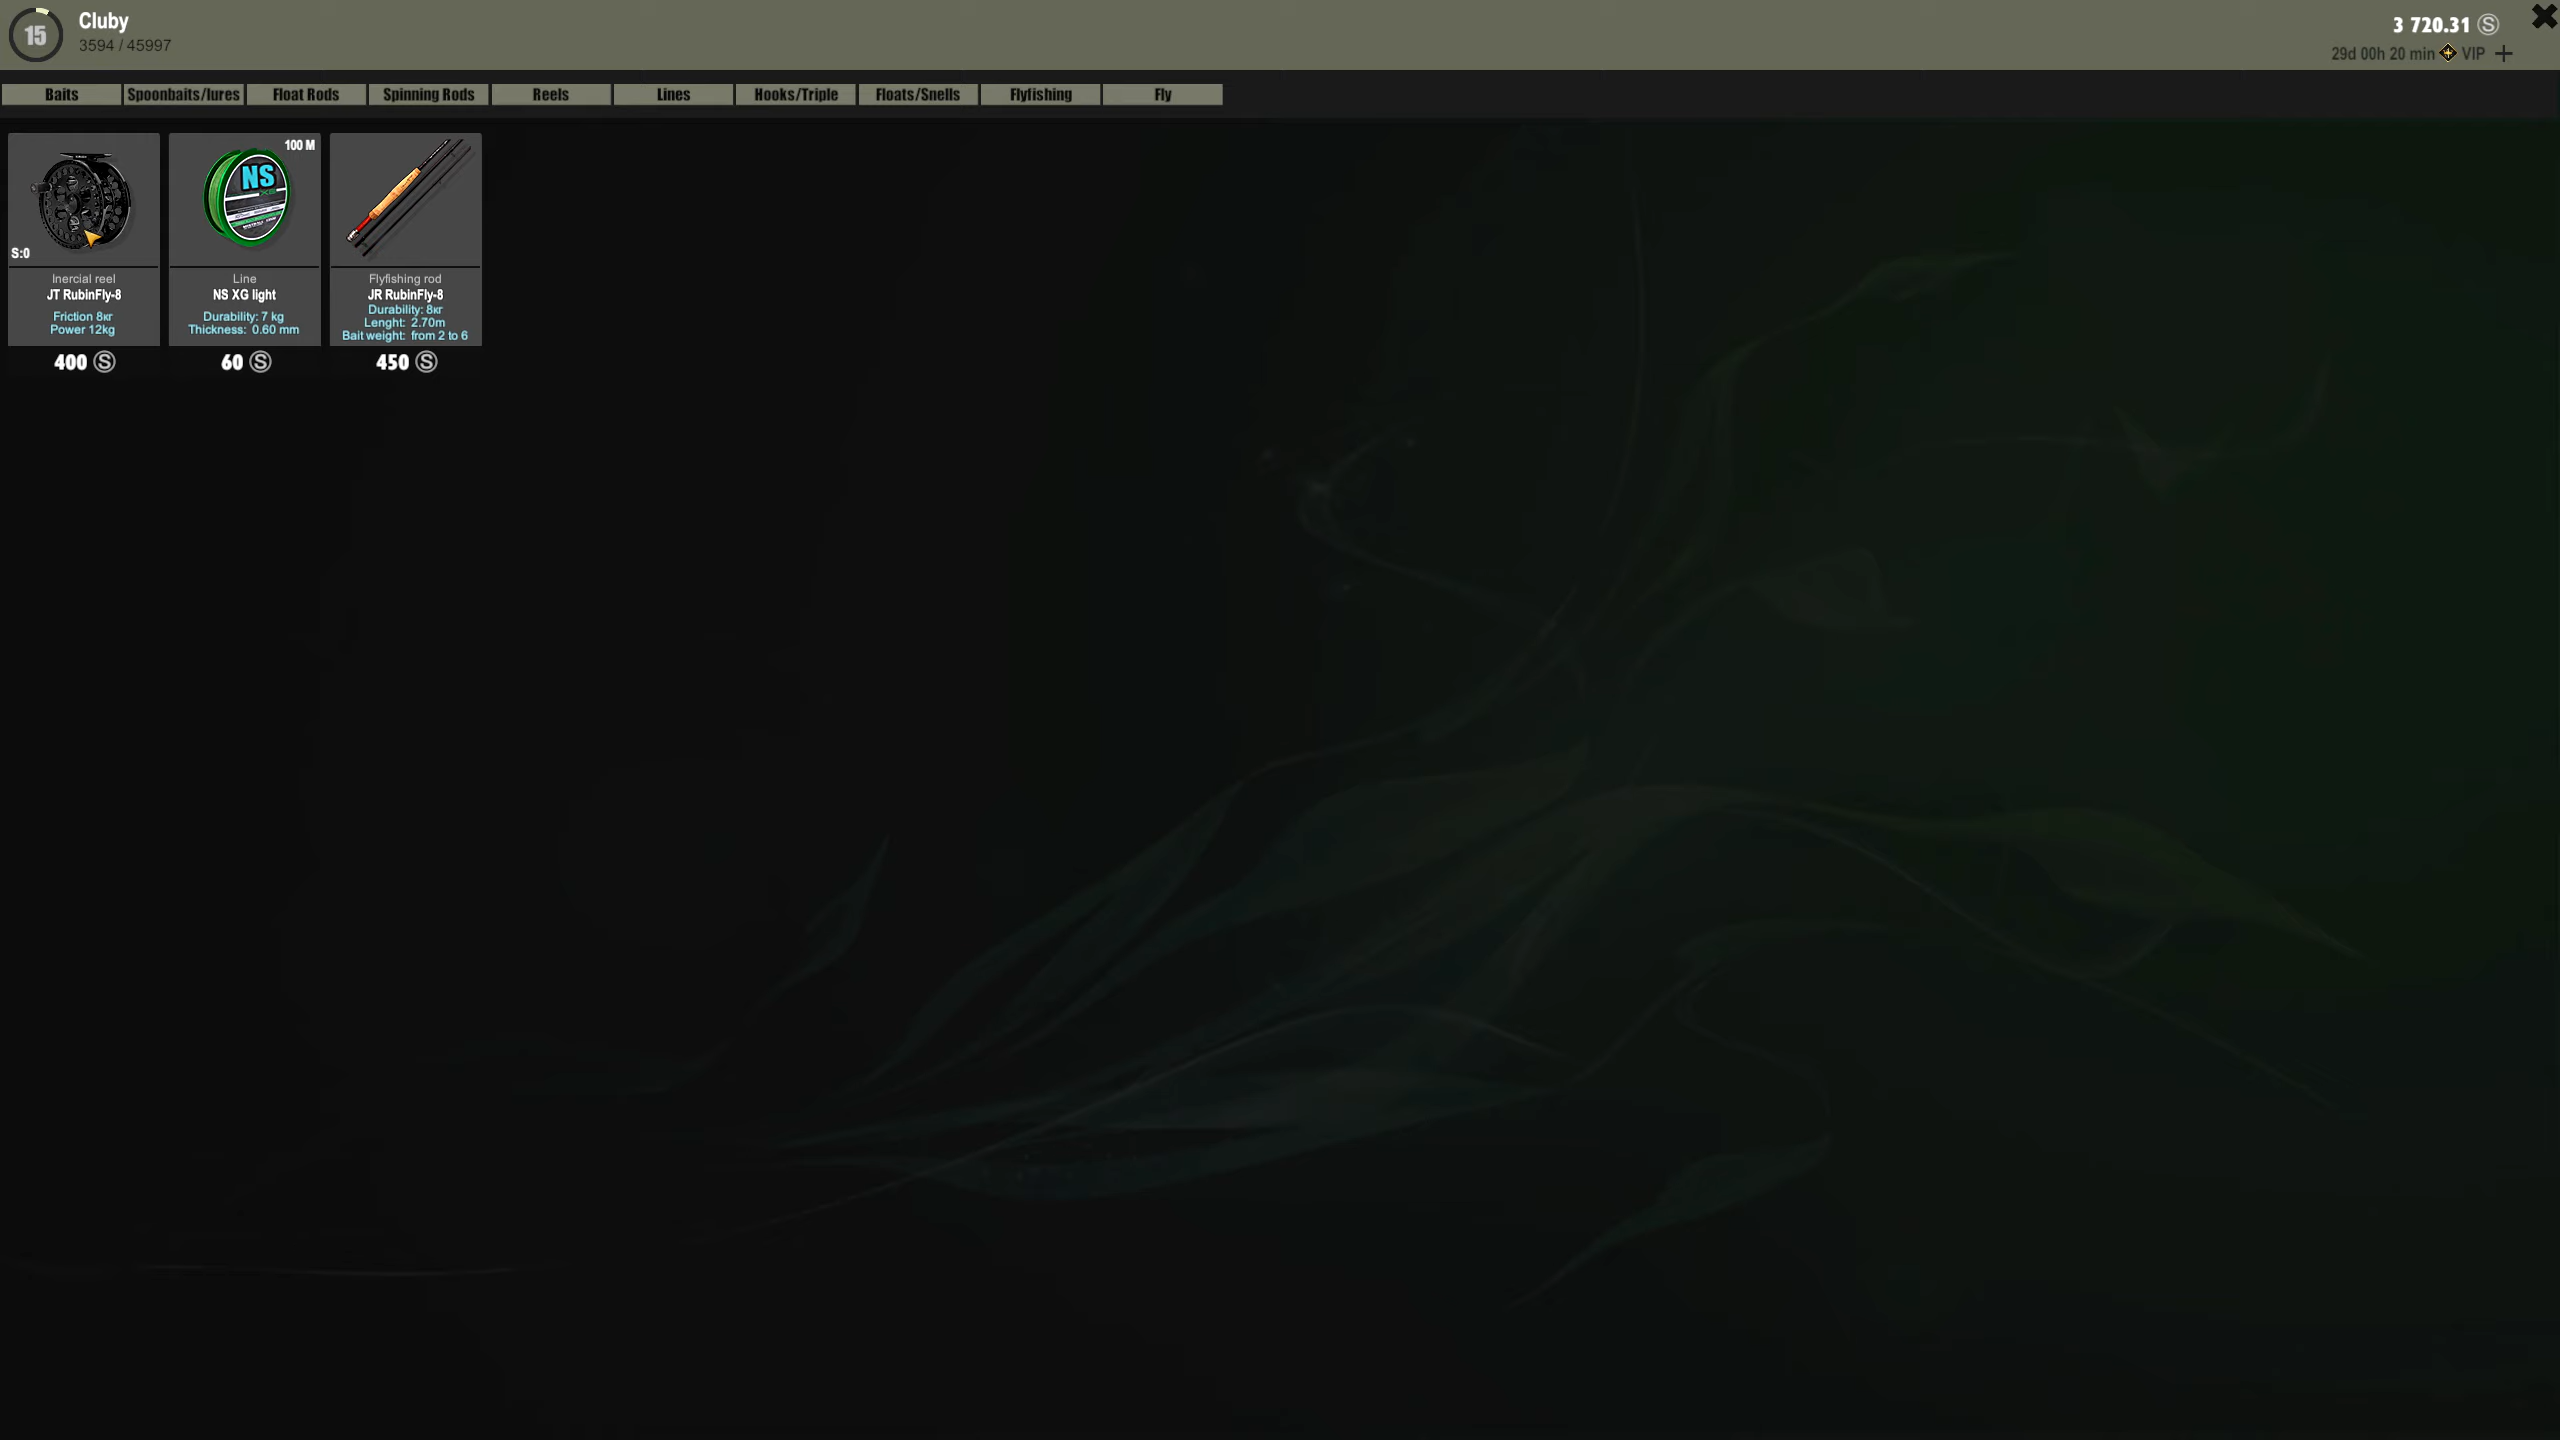 15
Cluby
3594 / 45997
3 720.31 S
29d 00h 20 min VIP +
Baits
Spoonbaits/lures
Float Rods
Spinning Rods
Reels
Lines
Hooks/Triple
Floats/Snells
Flyfishing
Fly
S:0
Inercial reel
JT RubinFly-8
Friction 8кг
Power 12kg
400 S
100 M
NS
Line
NS XG light
Durability: 7 kg
Thickness: 0.60 mm
60 S
Flyfishing rod
JR RubinFly-8
Durability: 8кг
Lenght: 2.70m
Bait weight: from 2 to 6
450 S